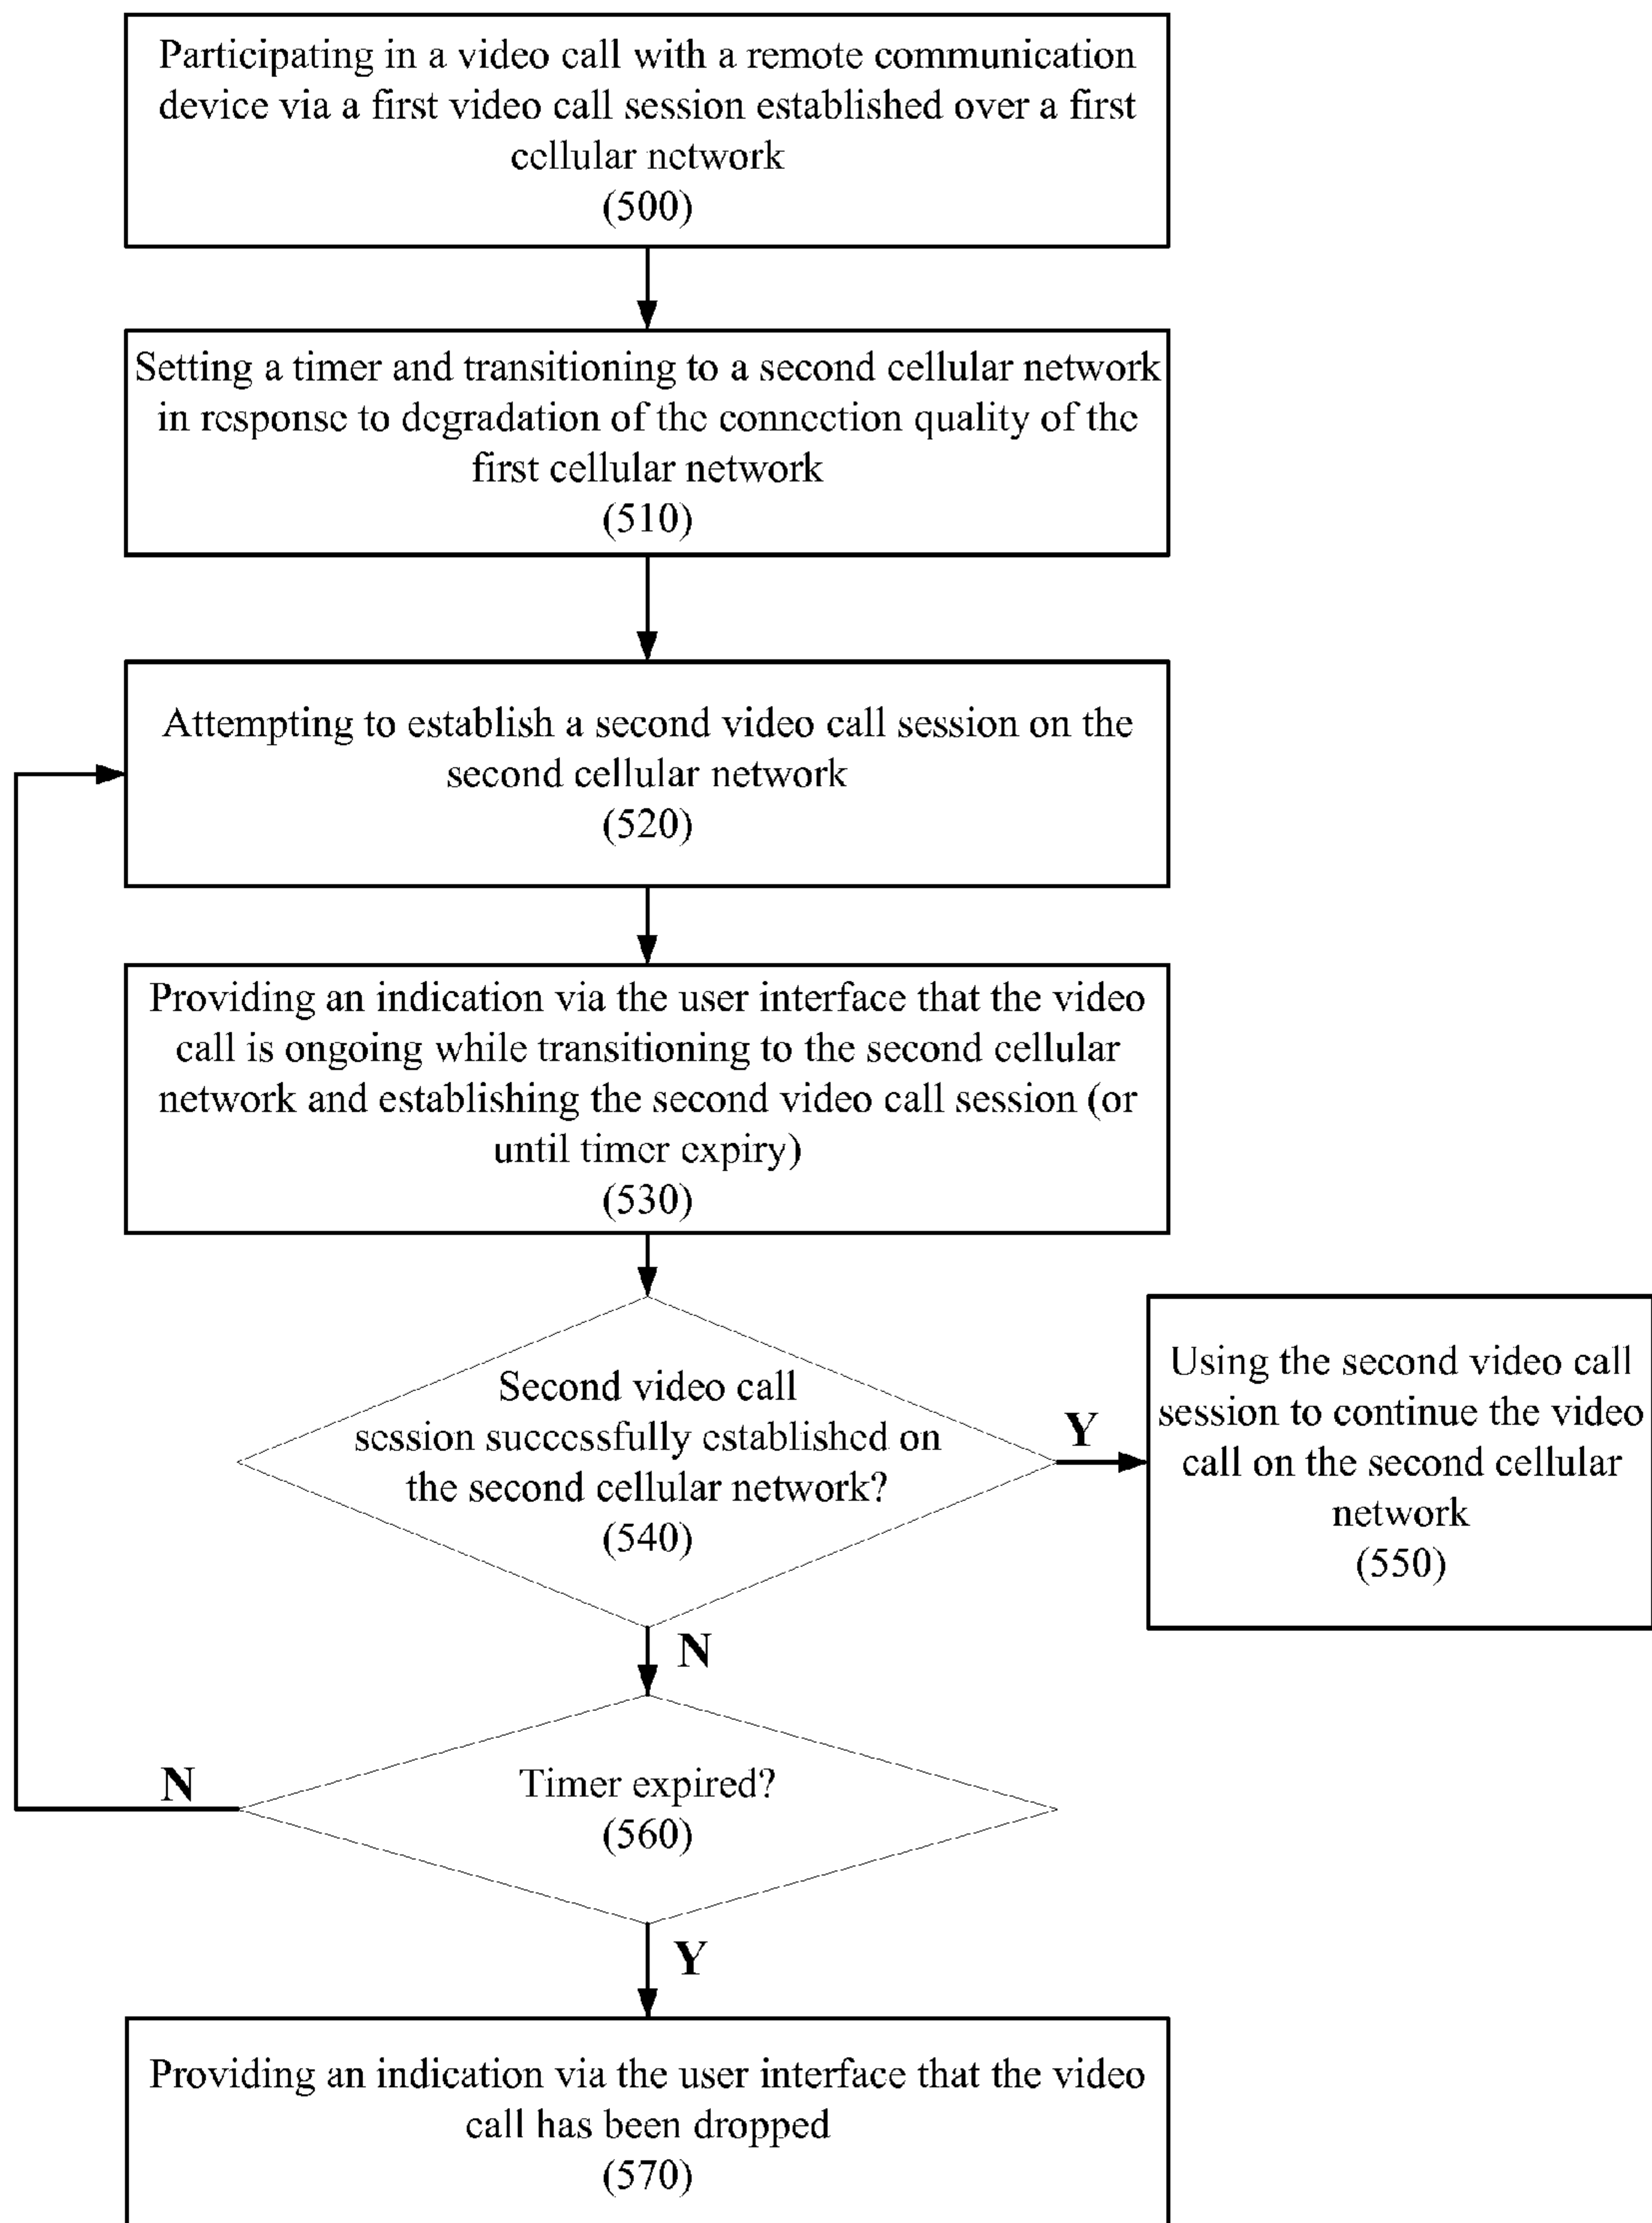 Participating in a video call with a remote communication
device via a first video call session established over a first
cellular network
(500)
Setting a timer and transitioning to a second cellular network
in response to degradation of the connection quality of the
first cellular network
(510)
Attempting to establish a second video call session on the
second cellular network
(520)
Providing an indication via the user interface that the video
call is ongoing while transitioning to the second cellular
network and establishing the second video call session (or
until timer expiry)
(530)
Second video call
session successfully established on
the second cellular network?
(540)
Y
Using the second video call
session to continue the video
call on the second cellular
network
(550)
N
Timer expired?
(560)
N
Y
Providing an indication via the user interface that the video
call has been dropped
(570)